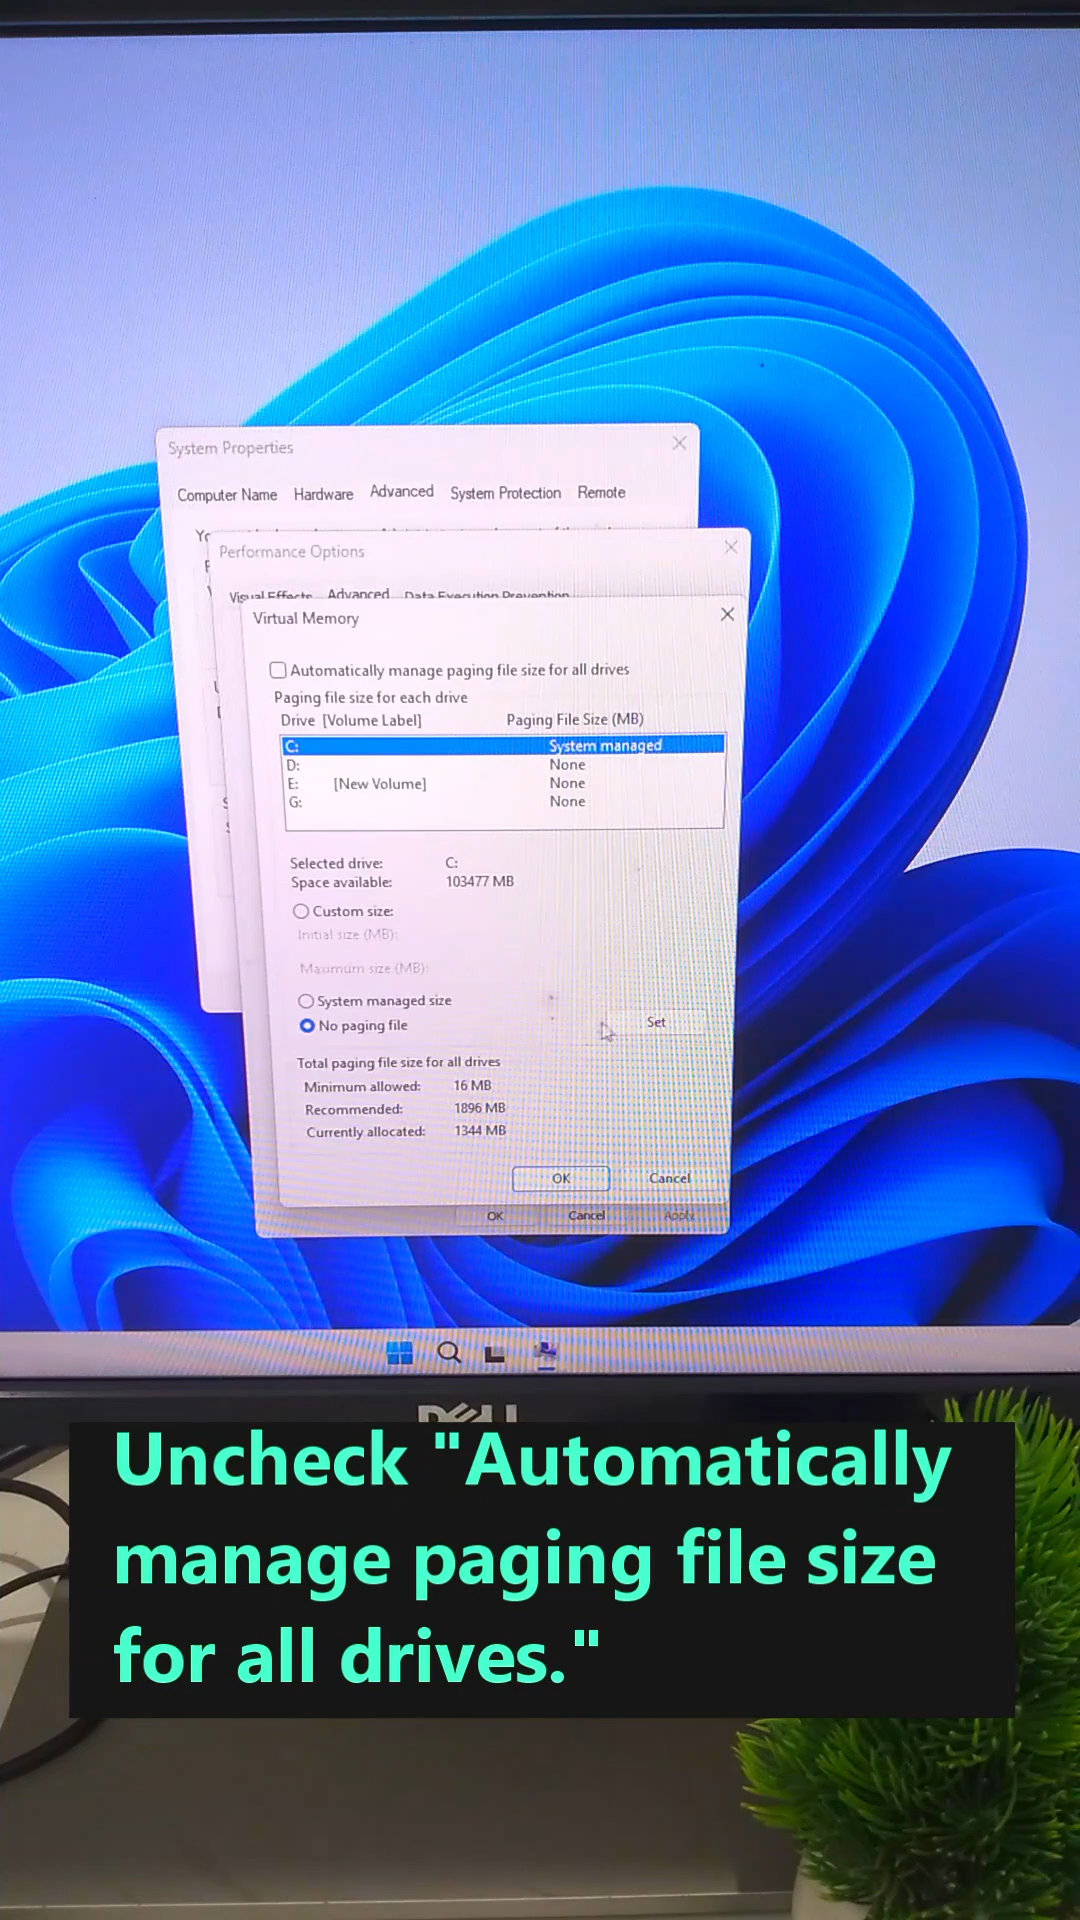 System Properties
Computer Name Hardware Advanced System Protection Remote
Performance Options
Visual Effects Advanced Data Execution Prevention
Virtual Memory
Automatically manage paging file size for all drives
Paging file size for each drive
Drive [Volume Label] Paging File Size (MB)
C: System managed
D: None
E: [New Volume] None
G: None
Selected drive: C:
Space available: 103477 MB
Custom size:
Initial size (MB):
Maximum size (MB):
System managed size
No paging file
Set
Total paging file size for all drives
Minimum allowed: 16 MB
Recommended: 1896 MB
Currently allocated: 1344 MB
OK Cancel
OK Cancel Apply
DELL
Uncheck "Automatically
manage paging file size
for all drives."